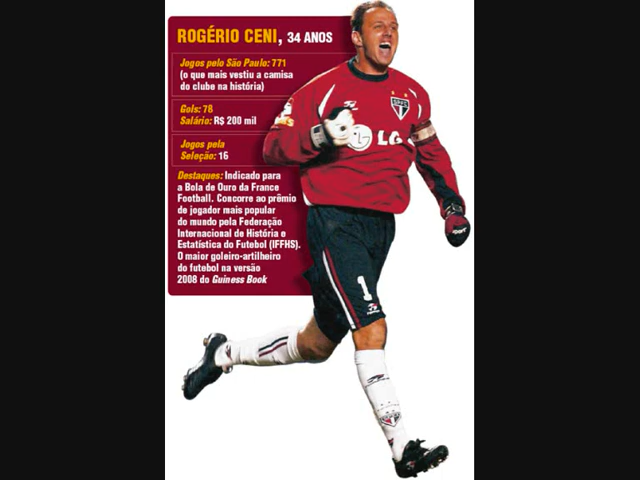 ROGÉRIO CENI, 34 ANOS
Jogos pelo São Paulo: 771
(o que mais vestiu a camisa
do clube na história)
Gols: 78
Salário: R$ 200 mil
Jogos pela
Seleção: 16
Destaques: Indicado para
a Bola de Ouro da France
Football. Concorre ao prêmio
de jogador mais popular
do mundo pela Federação
Internacional de História e
Estatística do Futebol (IFFHS).
O maior goleiro-artilheiro
do futebol na versão
2008 do Guiness Book
LG
1